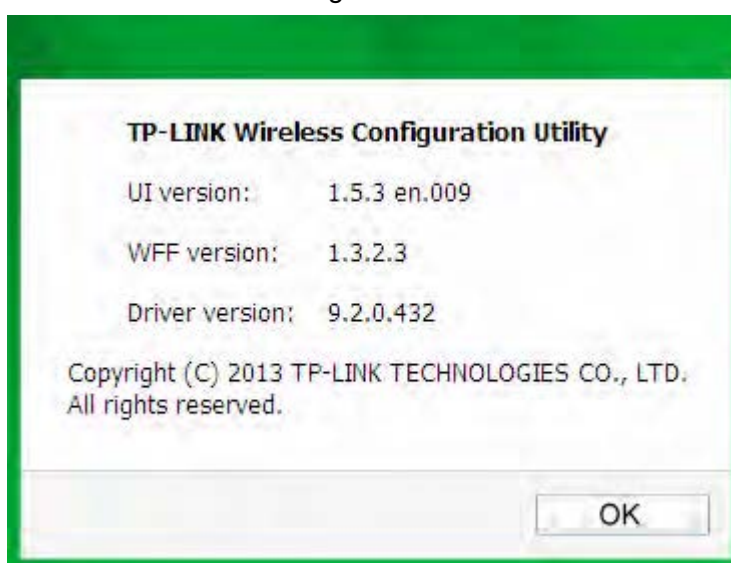 TP-LINK Wireless Configuration Utility
UI version: 1.5.3 en.009
WFF version: 1.3.2.3
Driver version: 9.2.0.432
Copyright (C) 2013 TP-LINK TECHNOLOGIES CO., LTD.
All rights reserved.
OK